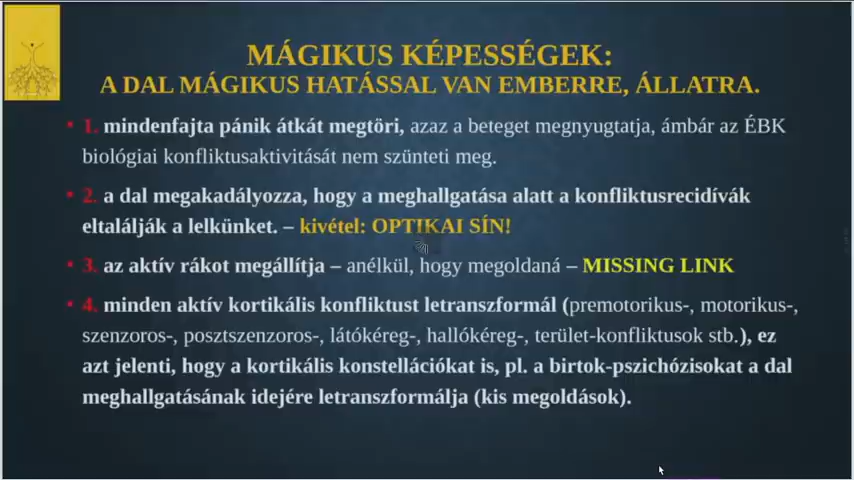 MÁGIKUS KÉPESSÉGEK:
A DAL MÁGIKUS HATÁSSAL VAN EMBERRE, ÁLLATRA.
1. mindenfajta pánik átkát megtöri, azaz a beteget megnyugtatja, ámbár az ÉBK
biológiai konfliktusaktivitását nem szünteti meg.
2. a dal megakadályozza, hogy a meghallgatása alatt a konfliktusrecidívák
eltalálják a lelkünket. – kivétel: OPTIKAI SÍN!
3. az aktív rákot megállítja – anélkül, hogy megoldaná – MISSING LINK
4. minden aktív kortikális konfliktust letranszformál (premotorikus-, motorikus-,
szenzoros-, posztszenzoros-, látókéreg-, hallókéreg-, terület-konfliktusok stb.), ez
azt jelenti, hogy a kortikális konstellációkat is, pl. a birtok-pszichózisokat a dal
meghallgatásának idejére letranszformálja (kis megoldások).